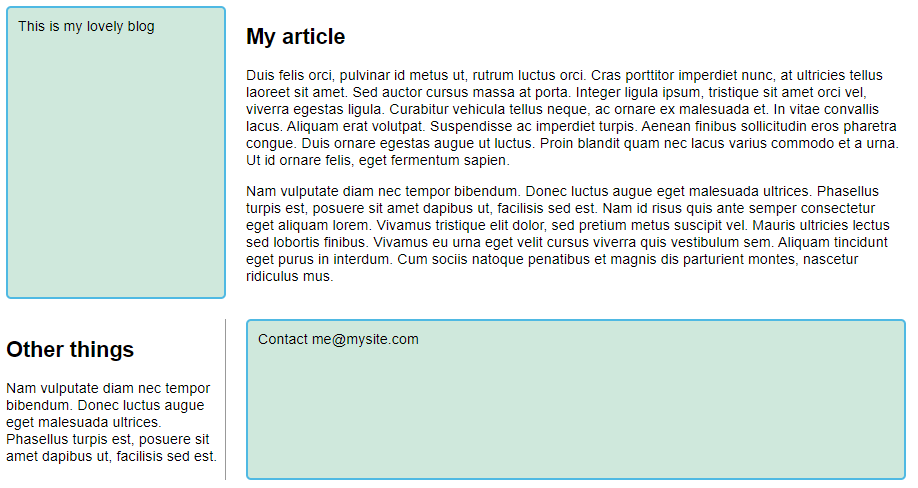 This is my lovely blog
My article
Duis felis orci, pulvinar id metus ut, rutrum luctus orci. Cras porttitor imperdiet nunc, at ultricies tellus
laoreet sit amet. Sed auctor cursus massa at porta. Integer ligula ipsum, tristique sit amet orci vel,
viverra egestas ligula. Curabitur vehicula tellus neque, ac ornare ex malesuada et. In vitae convallis
lacus. Aliquam erat volutpat. Suspendisse ac imperdiet turpis. Aenean finibus sollicitudin eros pharetra
congue. Duis ornare egestas augue ut luctus. Proin blandit quam nec lacus varius commodo et a urna.
Ut id ornare felis, eget fermentum sapien.
Nam vulputate diam nec tempor bibendum. Donec luctus augue eget malesuada ultrices. Phasellus
turpis est, posuere sit amet dapibus ut, facilisis sed est. Nam id risus quis ante semper consectetur
eget aliquam lorem. Vivamus tristique elit dolor, sed pretium metus suscipit vel. Mauris ultricies lectus
sed lobortis finibus. Vivamus eu urna eget velit cursus viverra quis vestibulum sem. Aliquam tincidunt
eget purus in interdum. Cum sociis natoque penatibus et magnis dis parturient montes, nascetur
ridiculus mus.
Other things
Nam vulputate diam nec tempor
bibendum. Donec luctus augue
eget malesuada ultrices.
Phasellus turpis est, posuere sit
amet dapibus ut, facilisis sed est.
Contact me@mysite.com